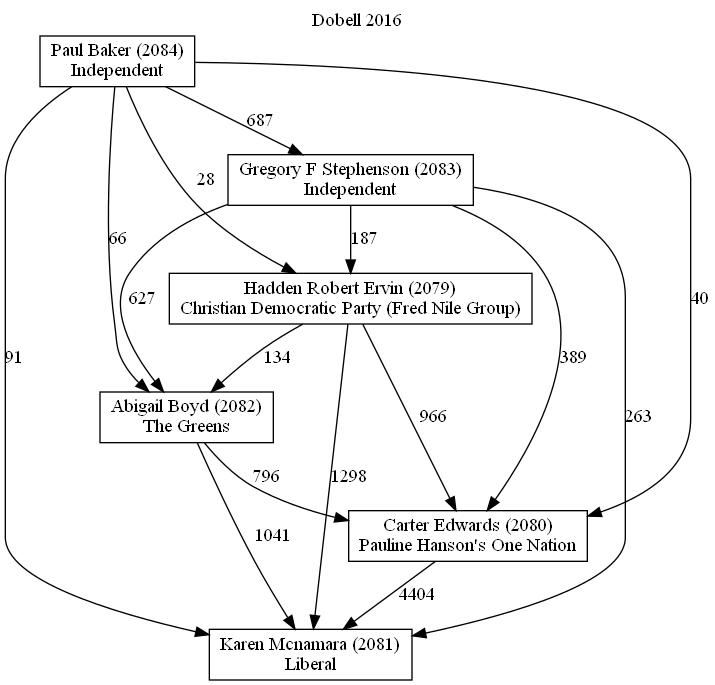 Dobell 2016
Paul Baker (2084)
Independent
687
Gregory F Stephenson (2083)
Independent
28
66
187
Hadden Robert Ervin (2079)
Christian Democratic Party (Fred Nile Group)
627
40
91
134
389
Abigail Boyd (2082)
The Greens
966
263
796
1298
Carter Edwards (2080)
Pauline Hanson's One Nation
1041
4404
Karen Mcnamara (2081)
Liberal